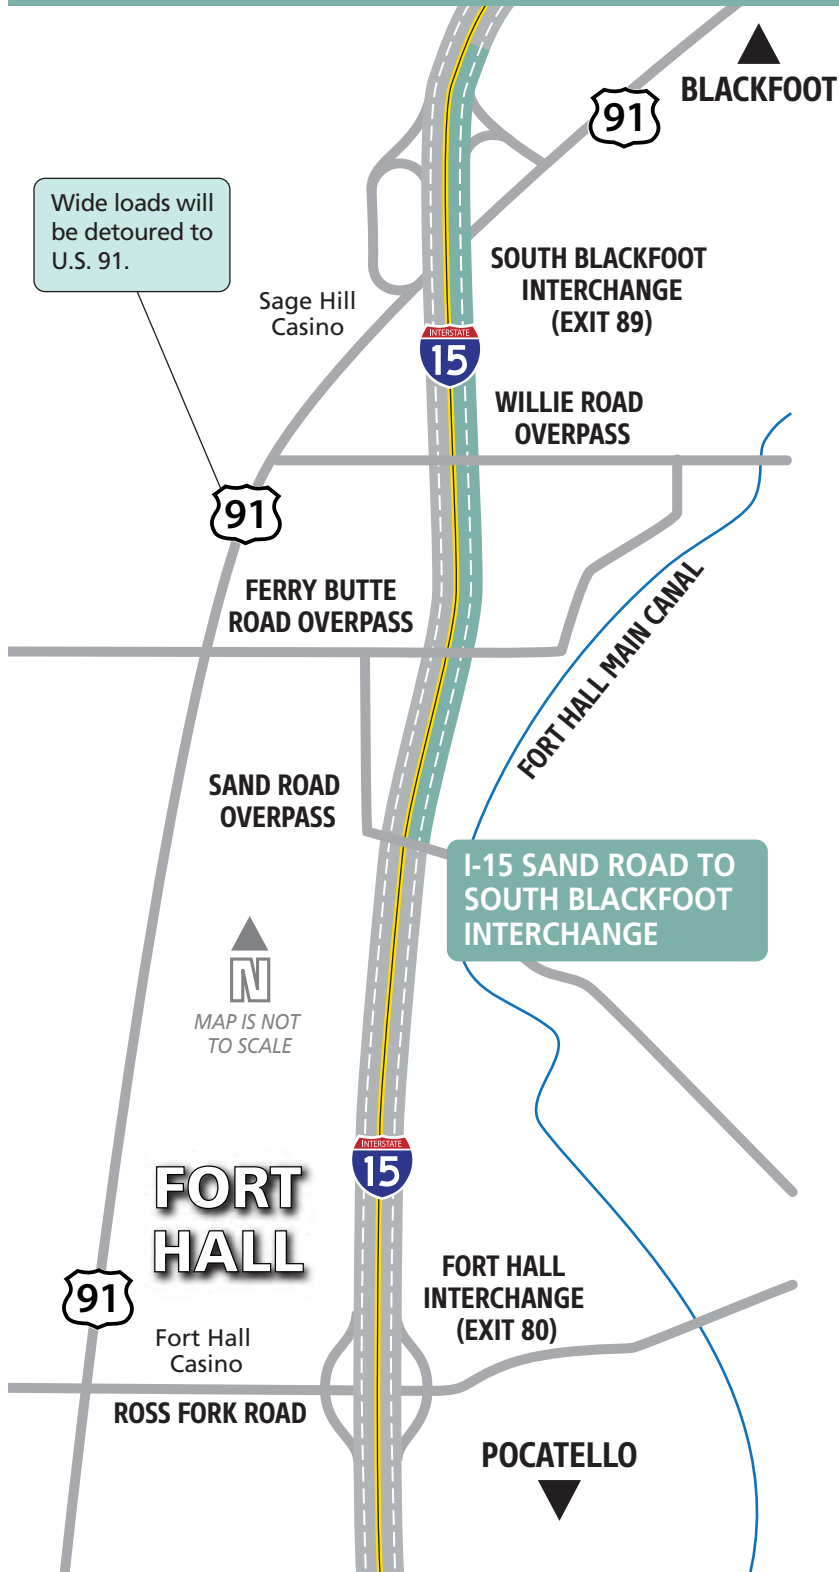 BLACKFOOT
91
Wide loads will
be detoured to
U.S. 91.
SOUTH BLACKFOOT
INTERCHANGE
(EXIT 89)
Sage Hill
Casino
INTERSTATE
15
WILLIE ROAD
OVERPASS
91
FERRY BUTTE
ROAD OVERPASS
FORT HALL MAIN CANAL
SAND ROAD
OVERPASS
I-15 SAND ROAD TO
SOUTH BLACKFOOT
INTERCHANGE
N
MAP IS NOT
TO SCALE
INTERSTATE
15
FORT
HALL
91
FORT HALL
INTERCHANGE
(EXIT 80)
Fort Hall
Casino
ROSS FORK ROAD
POCATELLO